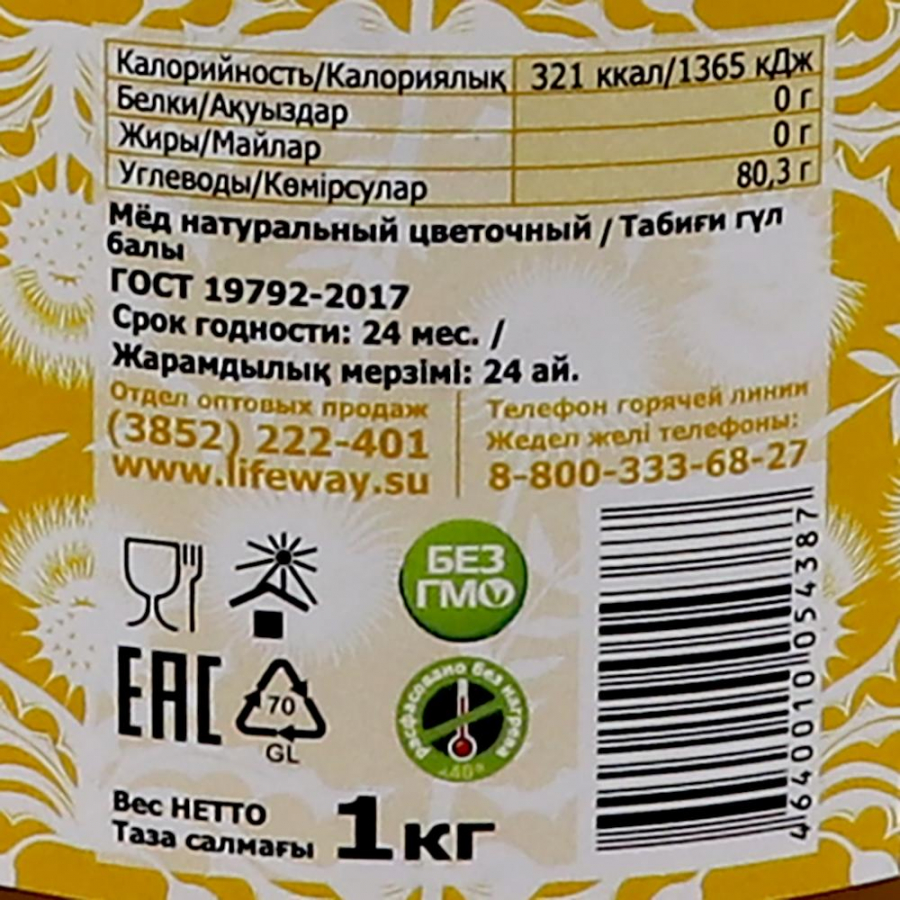 Калорийность/Калориялық 321 ккал/1365 кДж
Белки/Ақуыздар 0 г
Жиры/Майлар 0 г
Углеводы/Көмірсулар 80,3 г
Мёд натуральный цветочный / Табиғи гүл
балы
ГОСТ 19792-2017
Срок годности: 24 мес. /
Жарамдылық мерзімі: 24 ай.
Отдел оптовых продаж
(3852) 222-401
www.lifeway.su
Телефон горячей линии
Жедел желі телефоны:
8-800-333-68-27
БЕЗ
ГМО
EAC
70
GL
расфасовано без нагрева
Вес НЕТТО
Таза салмағы
1кг
4640010054387